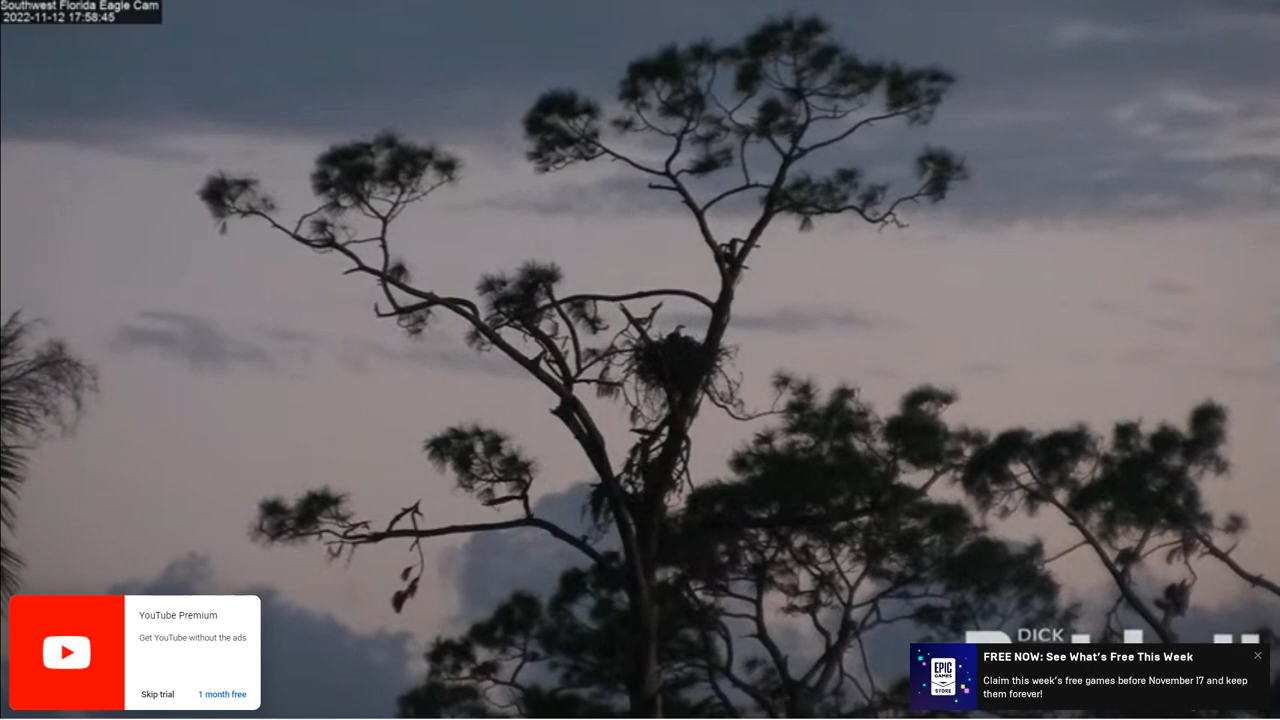 Southwest Florida Eagle Cam
2022-11-12 17:58:45
YouTube Premium
Get YouTube without the ads
Skip trial
1 month free
DICK
EPIC
GAMES
STORE
FREE NOW: See What's Free This Week
Claim this week's free games before November 17 and keep
them forever!